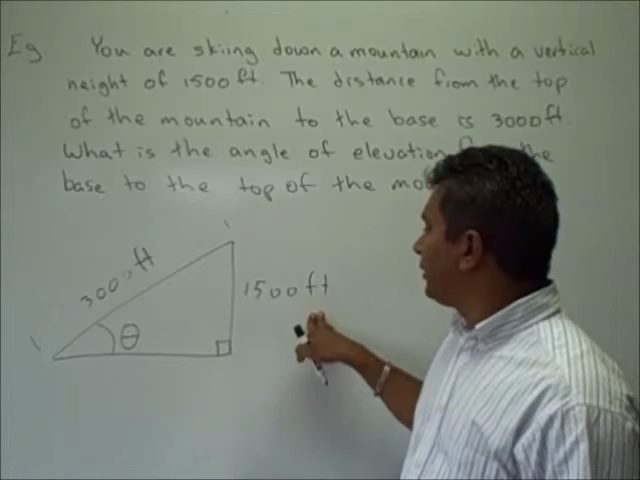 Eg You are skiing down a mountain with a vertical
height of 1500 ft. The distance from the top
of the mountain to the base is 3000 ft.
What is the angle of elevation the
base to the top of the
3000 ft
1500 ft
θ